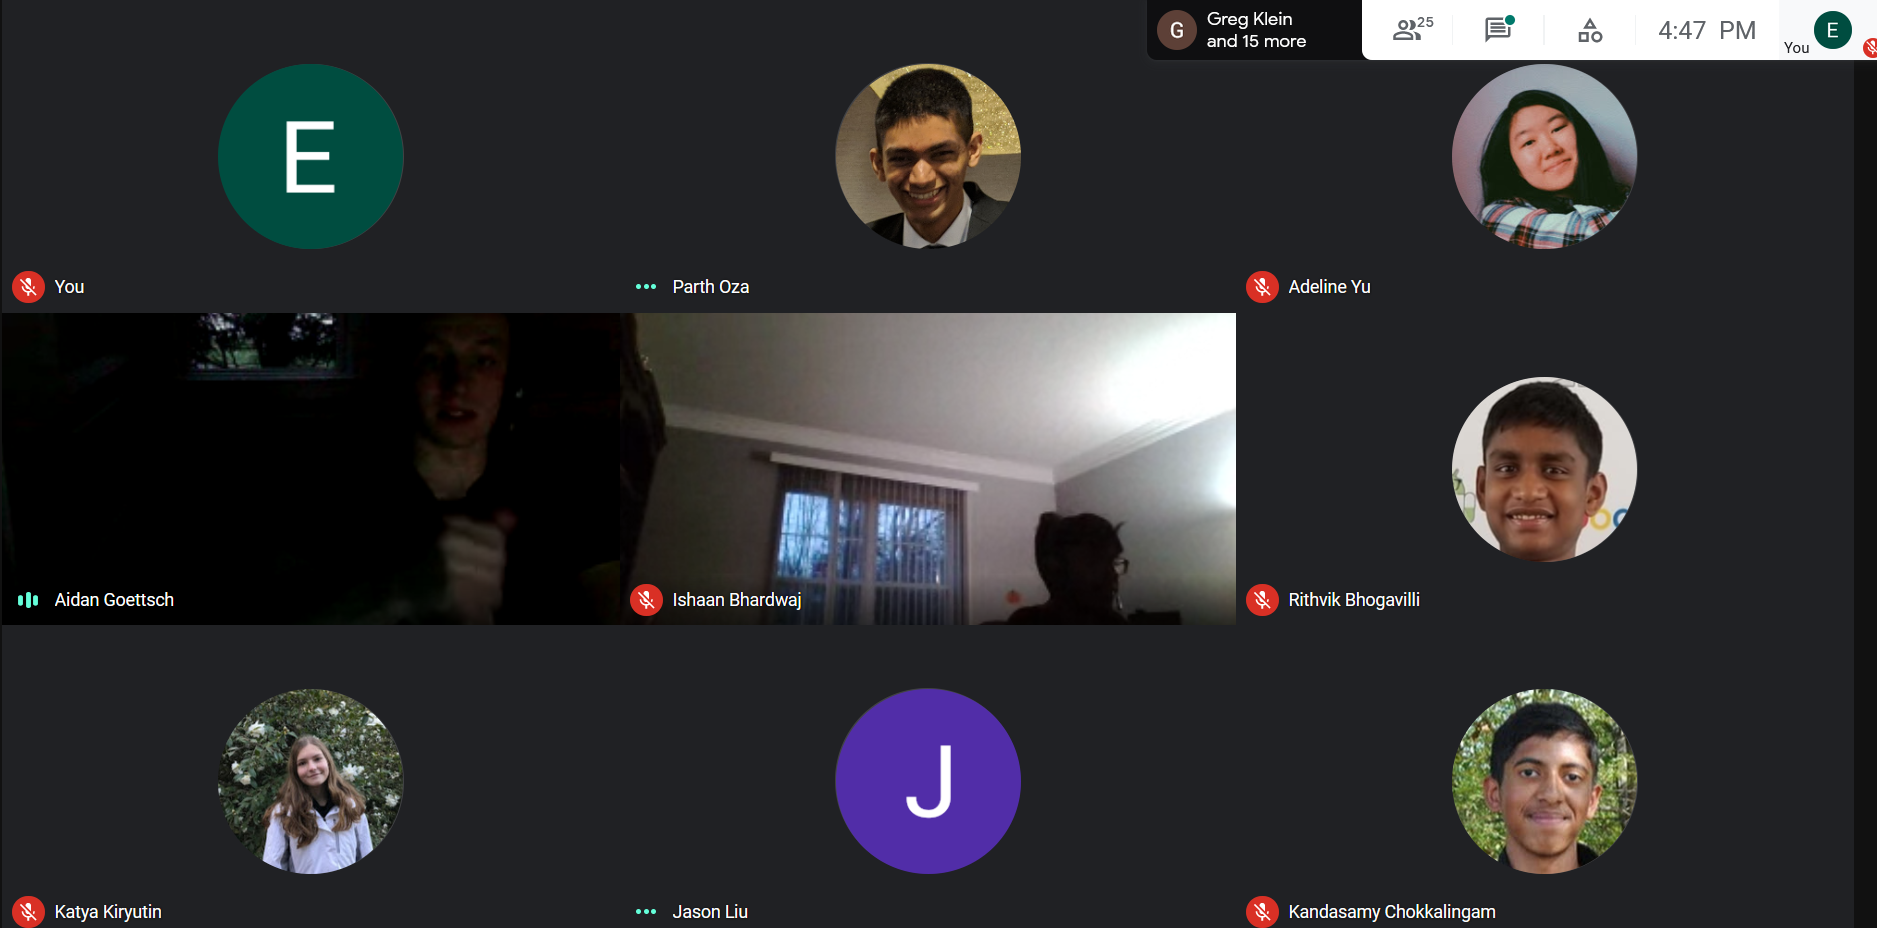 G
Greg Klein
and 15 more
25
4:47 PM
You
E
E
You
Parth Oza
Adeline Yu
Aidan Goettsch
Ishaan Bhardwaj
Rithvik Bhogavilli
J
Katya Kiryutin
Jason Liu
Kandasamy Chokkalingam